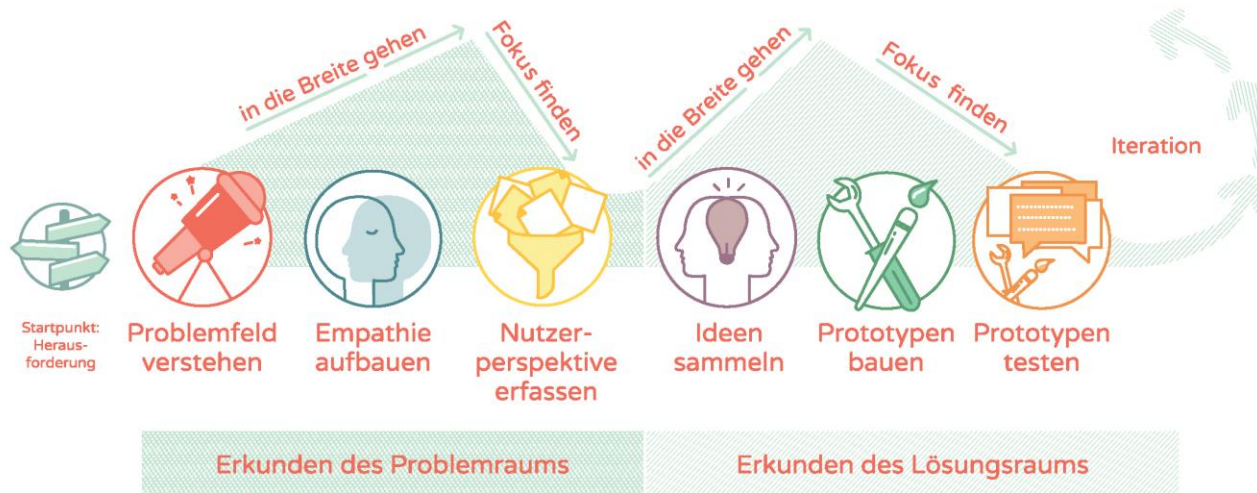 in die Breite gehen
Fokus finden
in die Breite gehen
Fokus finden
Iteration
Startpunkt:
Heraus-
forderung
Problemfeld
verstehen
Empathie
aufbauen
Nutzer-
perspektive
erfassen
Ideen
sammeln
Prototypen
bauen
Prototypen
testen
Erkunden des Problemraums
Erkunden des Lösungsraums